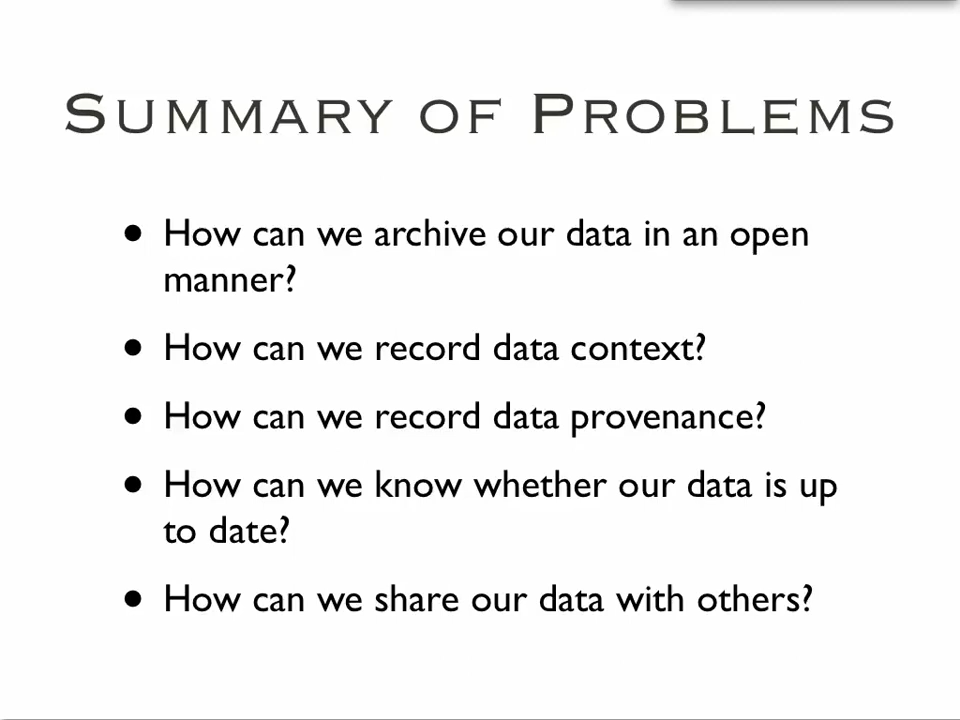 Summary of Problems
• How can we archive our data in an open
manner?
• How can we record data context?
• How can we record data provenance?
• How can we know whether our data is up
to date?
• How can we share our data with others?